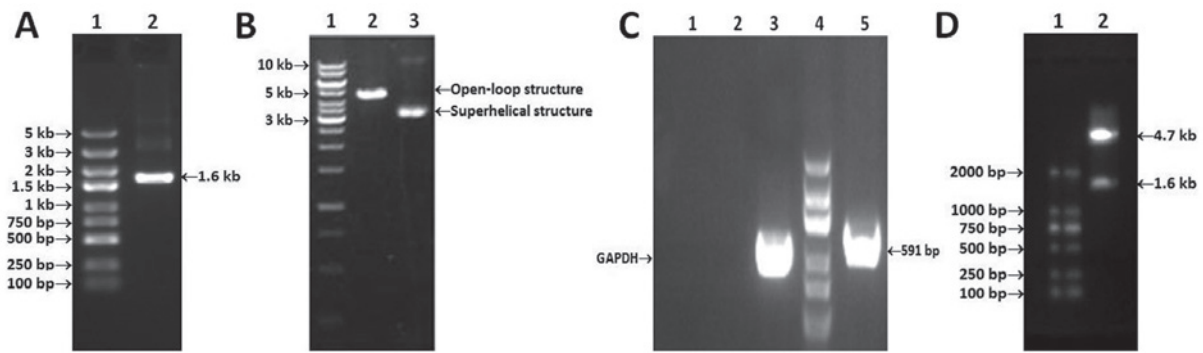 A
1 2
5 kb→
3 kb→
2 kb→
1.5 kb→
1 kb→
750 bp→
500 bp→
250 bp→
100 bp→
←1.6 kb
B
1 2 3
10 kb→
5 kb→
3 kb→
←Open-loop structure
←Superhelical structure
C
1 2 3 4 5
GAPDH→
←591 bp
D
1 2
2000 bp→
1000 bp→
750 bp→
500 bp→
250 bp→
100 bp→
←4.7 kb
←1.6 kb